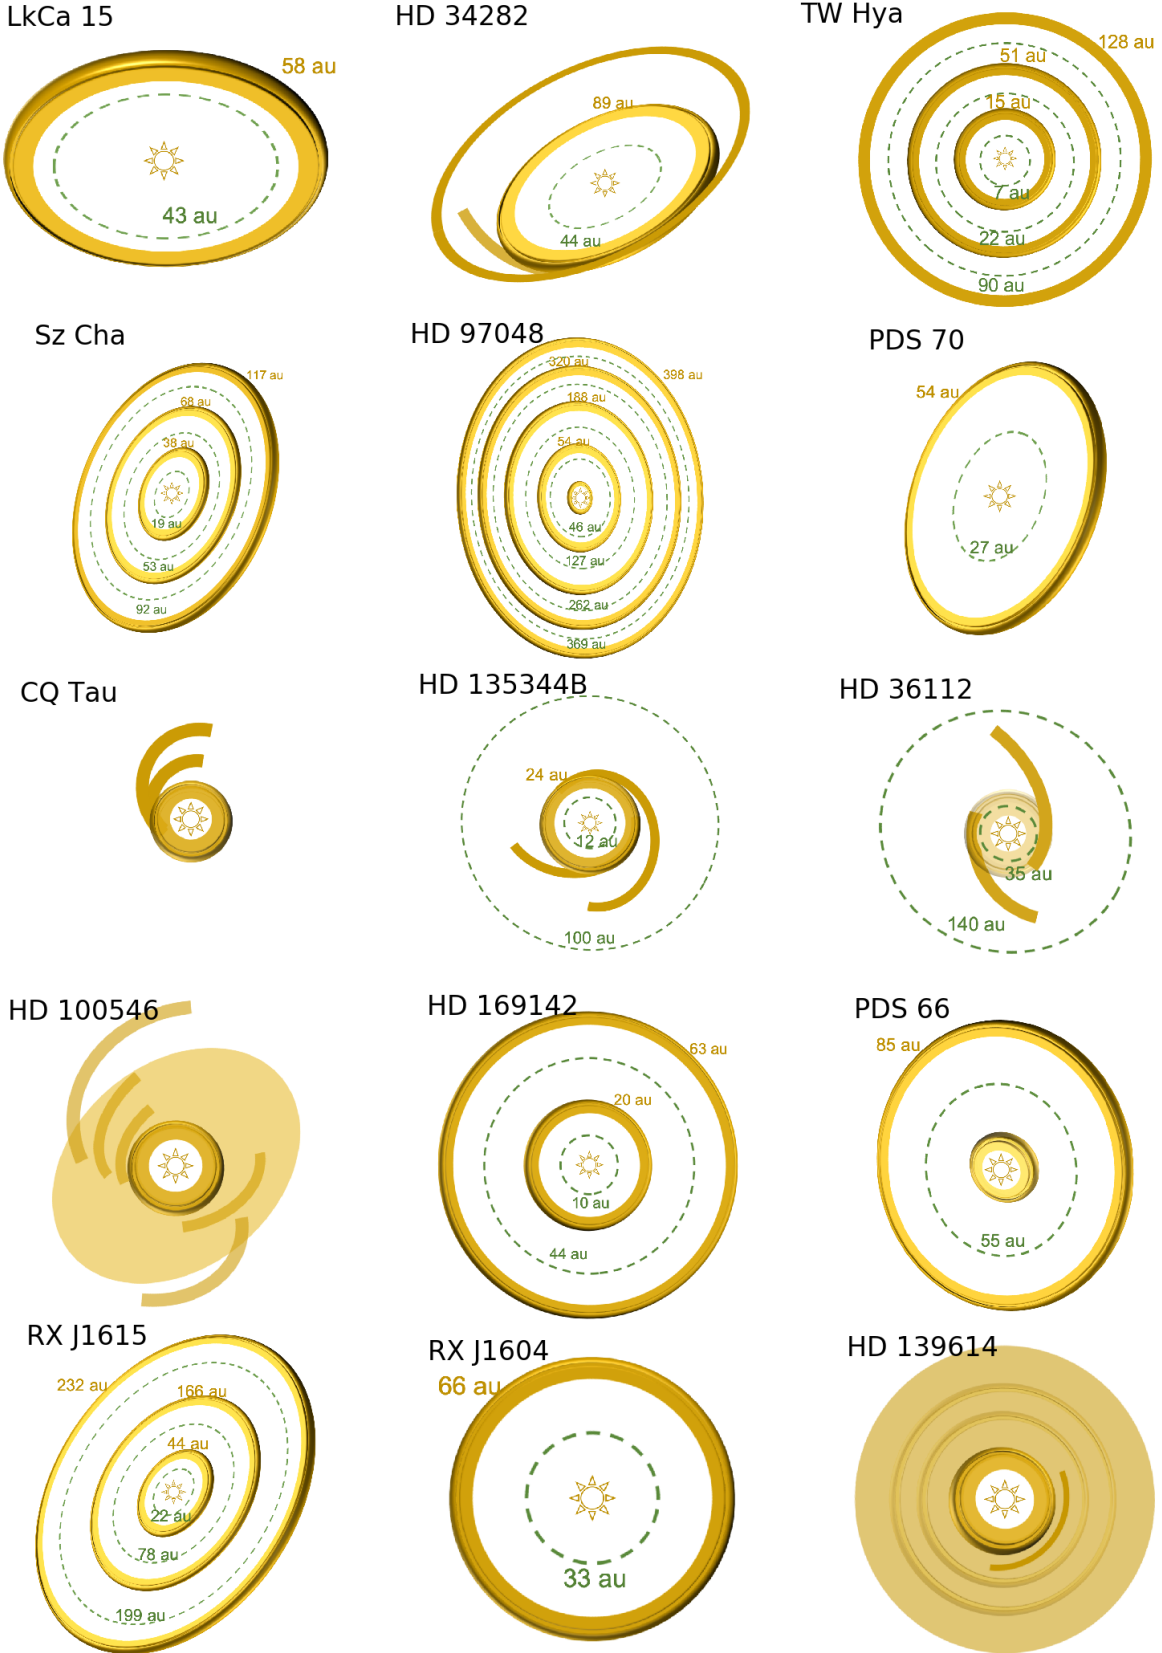 LkCa 15
58 au
43 au
HD 34282
89 au
44 au
TW Hya
128 au
51 au
15 au
7 au
22 au
90 au
Sz Cha
117 au
68 au
38 au
19 au
53 au
92 au
HD 97048
320 au
398 au
188 au
54 au
46 au
127 au
262 au
369 au
PDS 70
54 au
27 au
CQ Tau
HD 135344B
24 au
12 au
100 au
HD 36112
35 au
140 au
HD 100546
HD 169142
63 au
20 au
10 au
44 au
PDS 66
85 au
55 au
RX J1615
232 au
166 au
44 au
22 au
78 au
199 au
RX J1604
66 au
33 au
HD 139614